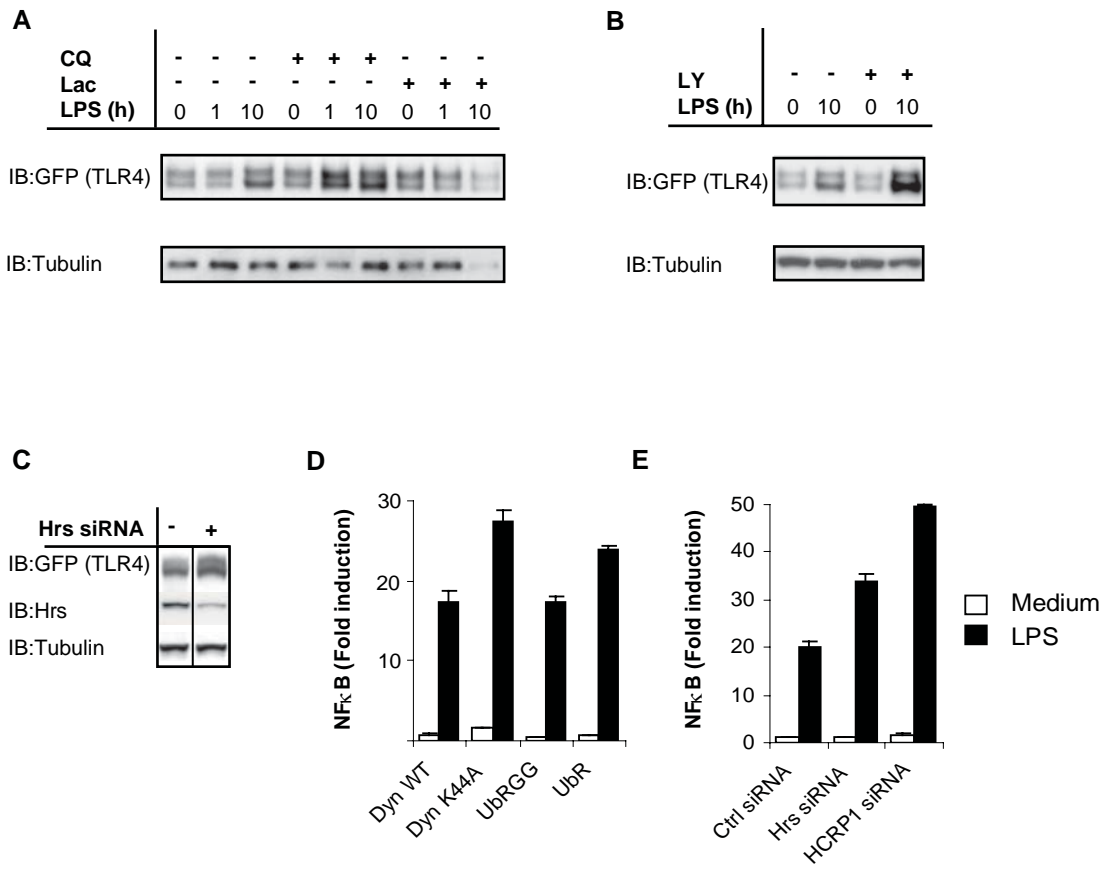 A
CQ - - - + + + - - -
Lac - - - - - - + + +
LPS (h) 0 1 10 0 1 10 0 1 10
IB:GFP (TLR4)
IB:Tubulin
B
LY - - + +
LPS (h) 0 10 0 10
IB:GFP (TLR4)
IB:Tubulin
C
Hrs siRNA - +
IB:GFP (TLR4)
IB:Hrs
IB:Tubulin
D
NFκB (Fold induction)
30
20
10
Dyn WT
Dyn K44A
UbRGG
UbR
E
NFκB (Fold induction)
50
40
30
20
10
0
Ctrl siRNA
Hrs siRNA
HCRP1 siRNA
Medium
LPS